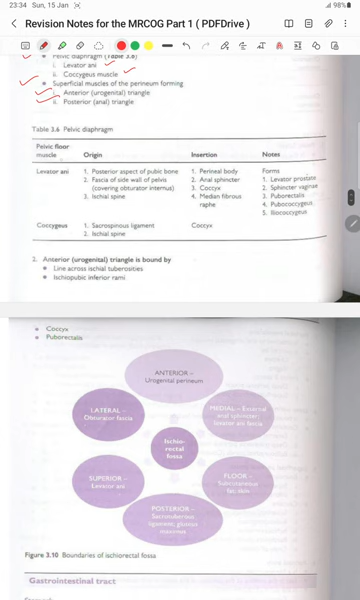 23:34 Sun, 15 Jan
Revision Notes for the MRCOG Part 1 ( PDFDrive )
Pelvic diaphragm (Table 3.6)
i. Levator ani
ii. Coccygeus muscle
Superficial muscles of the perineum forming
i. Anterior (urogenital) triangle
ii. Posterior (anal) triangle
Table 3.6 Pelvic diaphragm
Pelvic floor muscle Origin Insertion Notes
Levator ani 1. Posterior aspect of pubic bone 1. Perineal body Forms
2. Fascia of side wall of pelvis 2. Anal sphincter 1. Levator prostate
(covering obturator internus) 3. Coccyx 2. Sphincter vaginae
3. Ischial spine 4. Median fibrous 3. Puborectalis
raphe 4. Pubococcygeus
5. Iliococcygeus
Coccygeus 1. Sacrospinous ligament Coccyx
2. Ischial spine
2. Anterior (urogenital) triangle is bound by
Line across ischial tuberosities
Ischiopubic inferior rami
Coccyx
Puborectalis
ANTERIOR –
Urogenital perineum
LATERAL –
Obturator fascia
MEDIAL – External
anal sphincter;
levator ani fascia
Ischio-
rectal
fossa
SUPERIOR –
Levator ani
FLOOR –
Subcutaneous
fat, skin
POSTERIOR –
Sacrotuberous
ligament, gluteus
maximus
Figure 3.10 Boundaries of ischiorectal fossa
Gastrointestinal tract